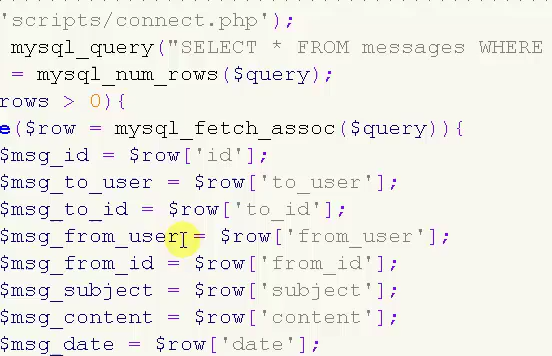 'scripts/connect.php');
mysql_query("SELECT * FROM messages WHERE
= mysql_num_rows($query);
rows > 0){
e($row = mysql_fetch_assoc($query)){
$msg_id = $row['id'];
$msg_to_user = $row['to_user'];
$msg_to_id = $row['to_id'];
$msg_from_user = $row['from_user'];
$msg_from_id = $row['from_id'];
$msg_subject = $row['subject'];
$msg_content = $row['content'];
$msg_date = $row['date'];